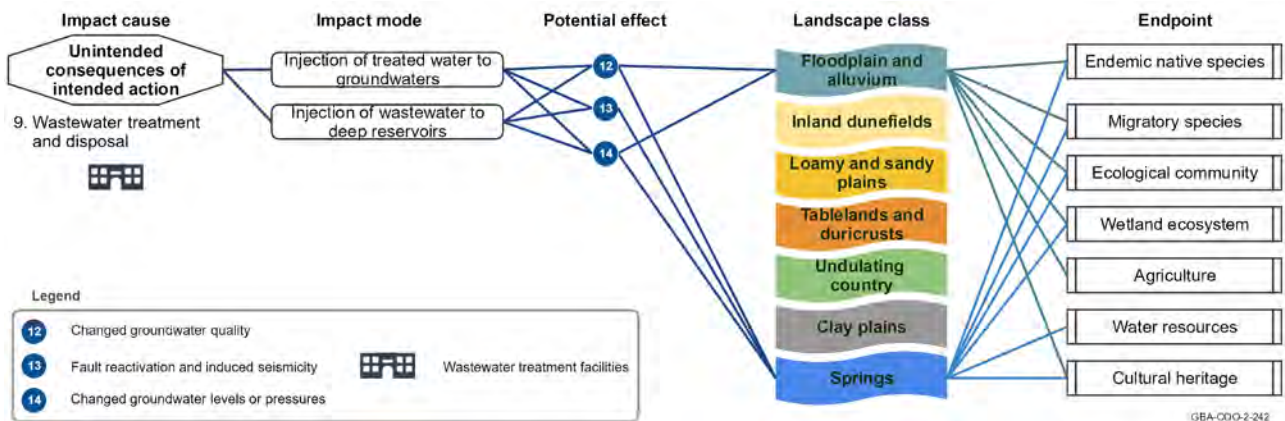 Impact cause
Impact mode
Potential effect
Landscape class
Endpoint
Unintended
consequences of
intended action
9. Wastewater treatment
and disposal
Injection of treated water to
groundwaters
Injection of wastewater to
deep reservoirs
12
13
14
Floodplain and
alluvium
Inland dunefields
Loamy and sandy
plains
Tablelands and
duricrusts
Undulating
country
Clay plains
Springs
Endemic native species
Migratory species
Ecological community
Wetland ecosystem
Agriculture
Water resources
Cultural heritage
Legend
12 Changed groundwater quality
13 Fault reactivation and induced seismicity
14 Changed groundwater levels or pressures
Wastewater treatment facilities
GBA-COO-2-242